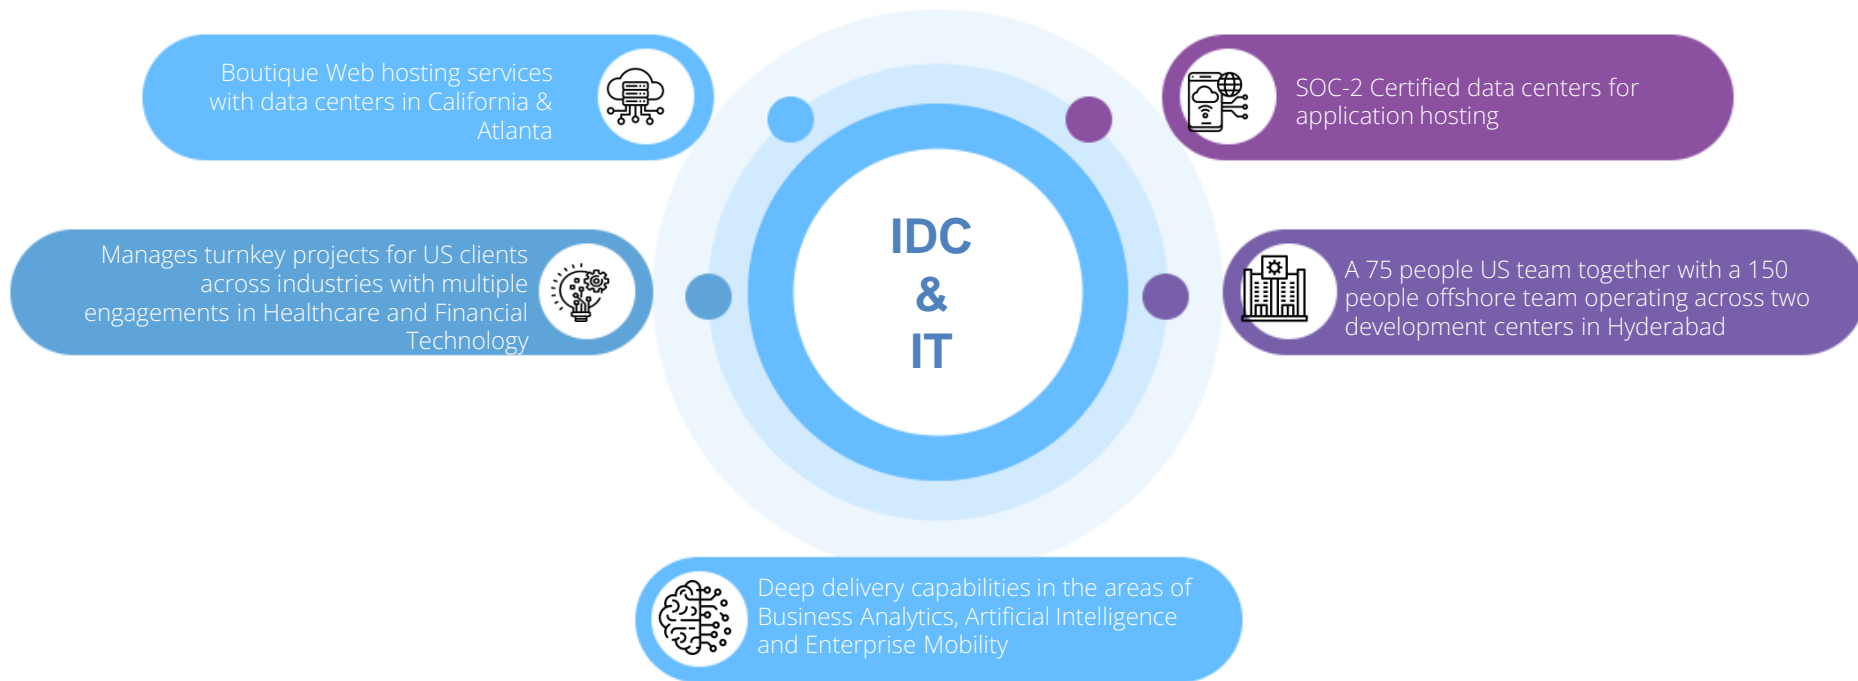 Boutique Web hosting services
with data centers in California &
Atlanta
SOC-2 Certified data centers for
application hosting
Manages turnkey projects for US clients
across industries with multiple
engagements in Healthcare and Financial
Technology
IDC
&
IT
A 75 people US team together with a 150
people offshore team operating across two
development centers in Hyderabad
Deep delivery capabilities in the areas of
Business Analytics, Artificial Intelligence
and Enterprise Mobility